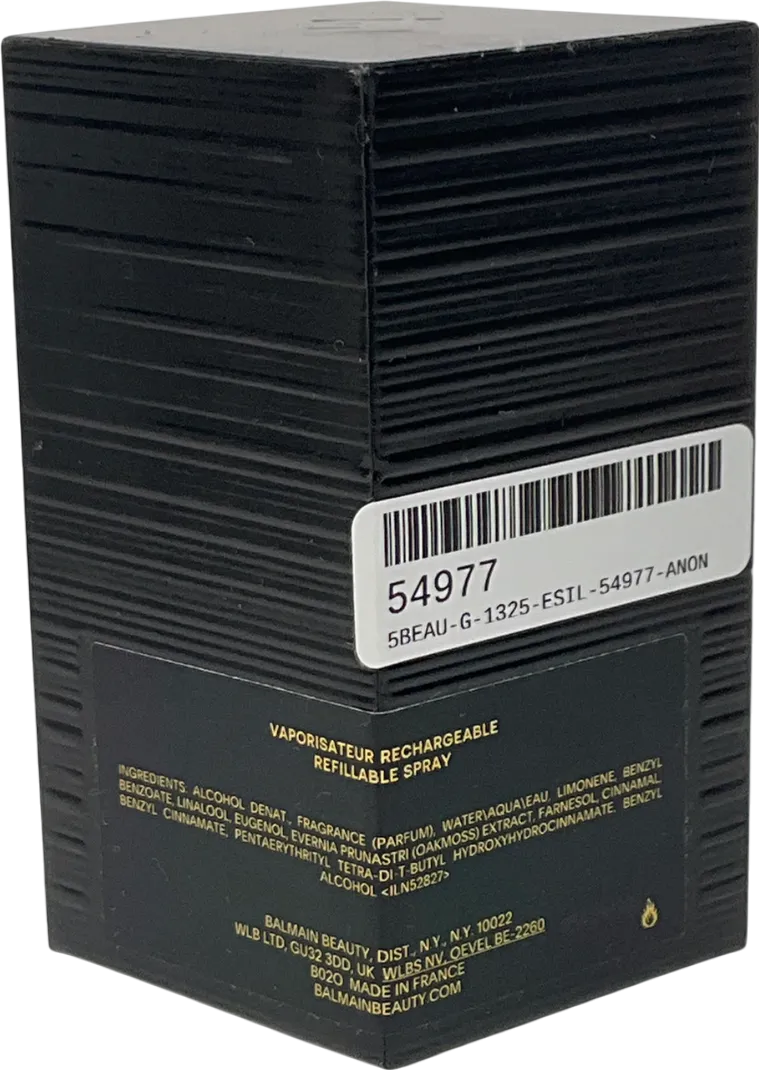 54977
5BEAU-G-1325-ESIL-54977-ANON
VAPORISATEUR RECHARGEABLE
REFILLABLE SPRAY
INGREDIENTS. ALCOHOL DENAT., FRAGRANCE (PARFUM), WATER\AQUA\EAU, LIMONENE, BENZYL
BENZOATE, LINALOOL, EUGENOL, EVERNIA PRUNASTRI (OAKMOSS) EXTRACT, FARNESOL, CINNAMAL,
BENZYL CINNAMATE, PENTAERYTHRITYL TETRA-DI-T-BUTYL HYDROXYHYDROCINNAMATE, BENZYL
ALCOHOL <ILN52827>
BALMAIN BEAUTY, DIST., N.Y., N.Y. 10022
WLB LTD, GU32 3DD, UK WLBS NV, OEVEL BE-2260
B020 MADE IN FRANCE
BALMAINBEAUTY.COM